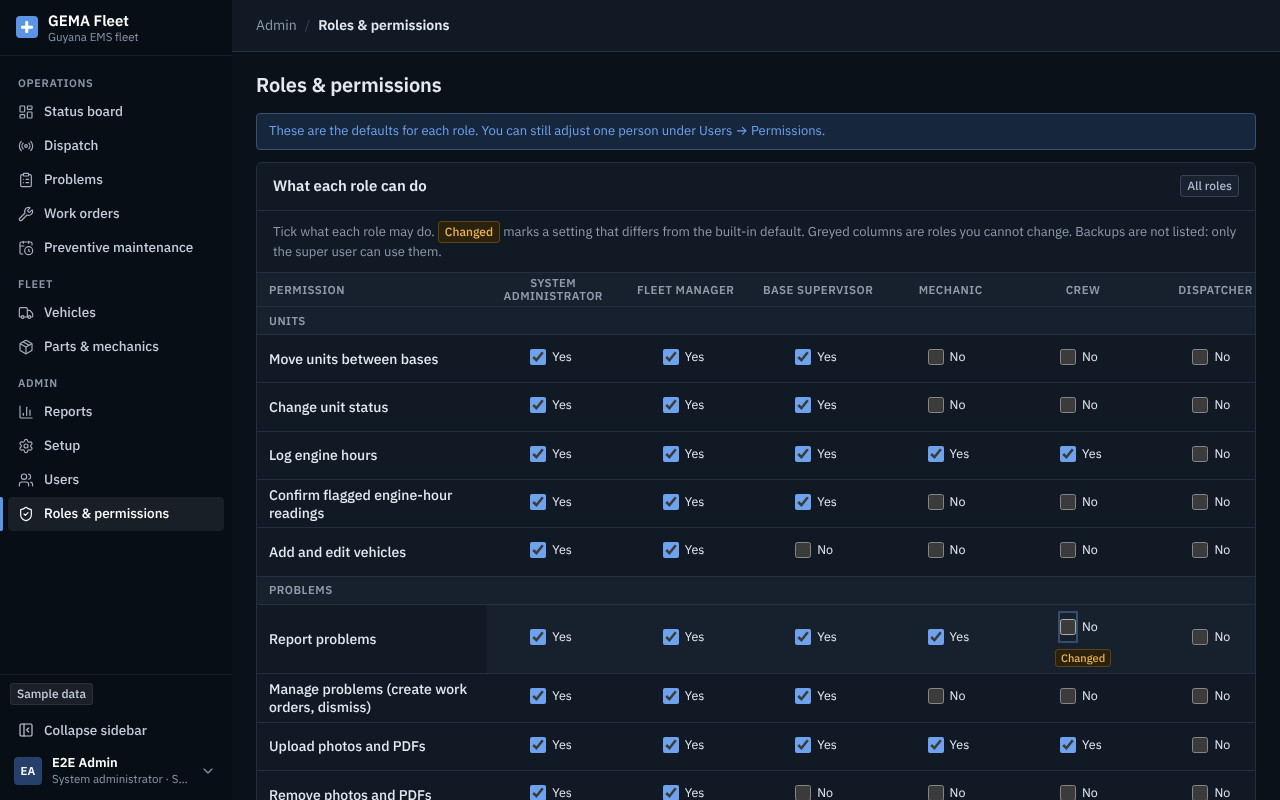 GEMA Fleet
Guyana EMS fleet
OPERATIONS
Status board
Dispatch
Problems
Work orders
Preventive maintenance
FLEET
Vehicles
Parts & mechanics
ADMIN
Reports
Setup
Users
Roles & permissions
Sample data
Collapse sidebar
EA
E2E Admin
System administrator · S...
Admin / Roles & permissions
Roles & permissions
These are the defaults for each role. You can still adjust one person under Users → Permissions.
What each role can do
All roles
Tick what each role may do. Changed marks a setting that differs from the built-in default. Greyed columns are roles you cannot change. Backups are not listed: only
the super user can use them.
PERMISSION SYSTEM ADMINISTRATOR FLEET MANAGER BASE SUPERVISOR MECHANIC CREW DISPATCHER
UNITS
Move units between bases Yes Yes Yes No No No
Change unit status Yes Yes Yes No No No
Log engine hours Yes Yes Yes Yes Yes No
Confirm flagged engine-hour readings Yes Yes Yes No No No
Add and edit vehicles Yes Yes No No No No
PROBLEMS
Report problems Yes Yes Yes Yes No Changed No
Manage problems (create work orders, dismiss) Yes Yes Yes No No No
Upload photos and PDFs Yes Yes Yes Yes Yes No
Remove photos and PDFs Yes Yes No No No No